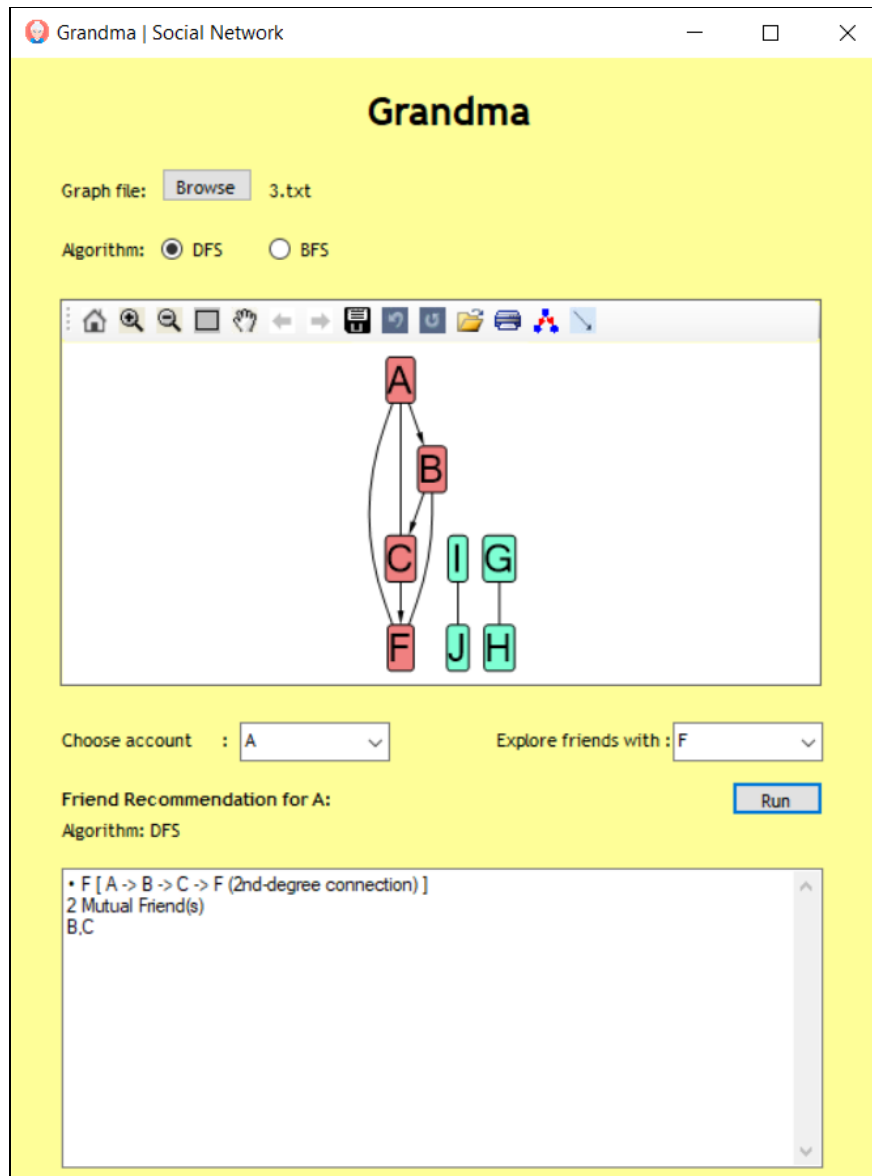 Grandma | Social Network
Grandma
Graph file: Browse 3.txt
Algorithm: DFS BFS
A
B
C I G
F J H
Choose account : A Explore friends with : F
Friend Recommendation for A: Run
Algorithm: DFS
• F [ A -> B -> C -> F (2nd-degree connection) ]
2 Mutual Friend(s)
B,C